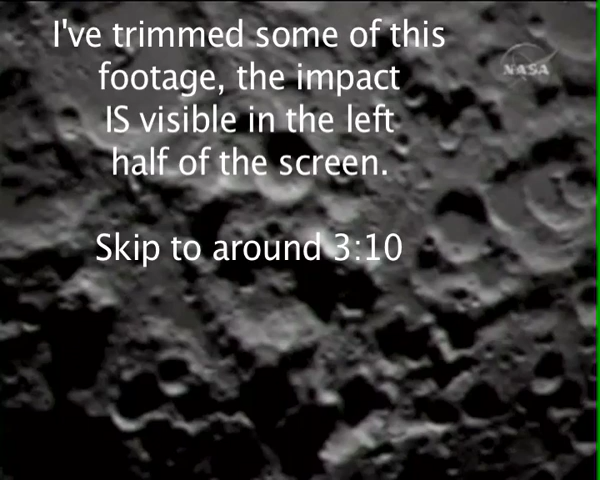 I've trimmed some of this
footage, the impact
IS visible in the left
half of the screen.
Skip to around 3:10
NASA